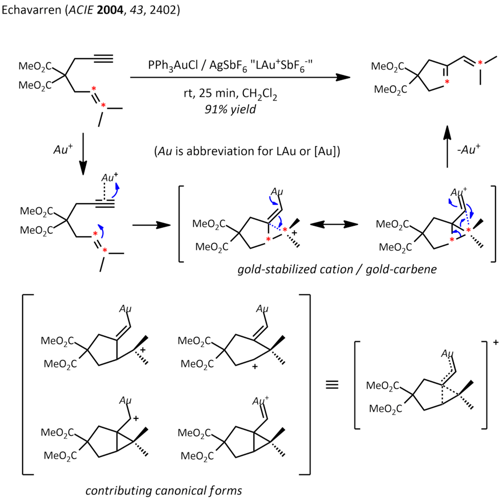 Echavarren (ACIE 2004, 43, 2402)
MeO₂C
MeO₂C
PPh₃AuCl / AgSbF₆ "LAu⁺SbF₆⁻"
rt, 25 min, CH₂Cl₂
91% yield
MeO₂C
MeO₂C
Au⁺
(Au is abbreviation for LAu or [Au])
-Au⁺
Au⁺
MeO₂C
MeO₂C
Au
MeO₂C
MeO₂C
+
Au⁺
MeO₂C
MeO₂C
gold-stabilized cation / gold-carbene
Au
MeO₂C
MeO₂C
+
Au
MeO₂C
MeO₂C
+
Au
MeO₂C
MeO₂C
+
Au⁺
MeO₂C
MeO₂C
≡
Au
MeO₂C
MeO₂C
+
contributing canonical forms